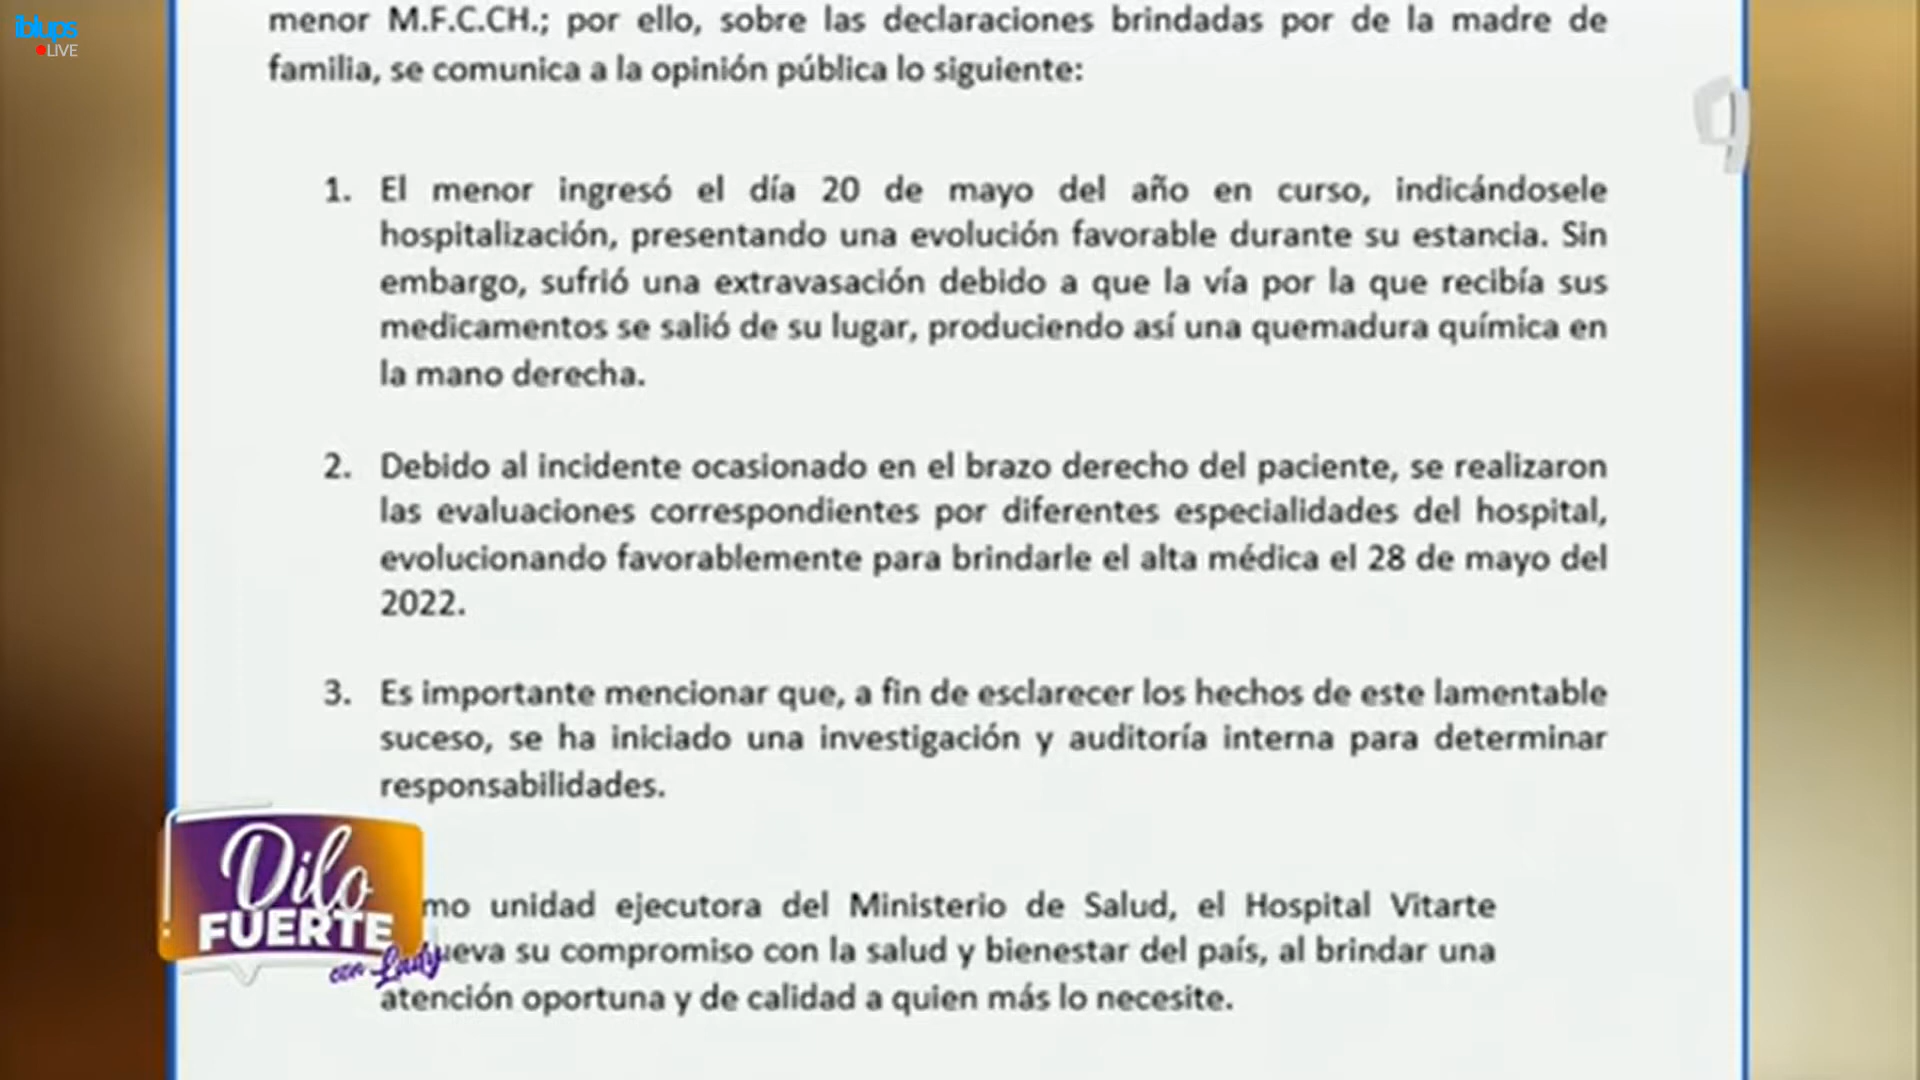 iblups
LIVE
menor M.F.C.CH.; por ello, sobre las declaraciones brindadas por de la madre de
familia, se comunica a la opinión pública lo siguiente:
9
1. El menor ingresó el día 20 de mayo del año en curso, indicándosele
hospitalización, presentando una evolución favorable durante su estancia. Sin
embargo, sufrió una extravasación debido a que la vía por la que recibía sus
medicamentos se salió de su lugar, produciendo así una quemadura química en
la mano derecha.
2. Debido al incidente ocasionado en el brazo derecho del paciente, se realizaron
las evaluaciones correspondientes por diferentes especialidades del hospital,
evolucionando favorablemente para brindarle el alta médica el 28 de mayo del
2022.
3. Es importante mencionar que, a fin de esclarecer los hechos de este lamentable
suceso, se ha iniciado una investigación y auditoría interna para determinar
responsabilidades.
mo unidad ejecutora del Ministerio de Salud, el Hospital Vitarte
ueva su compromiso con la salud y bienestar del país, al brindar una
atención oportuna y de calidad a quien más lo necesite.
Dilo
FUERTE
con Lady